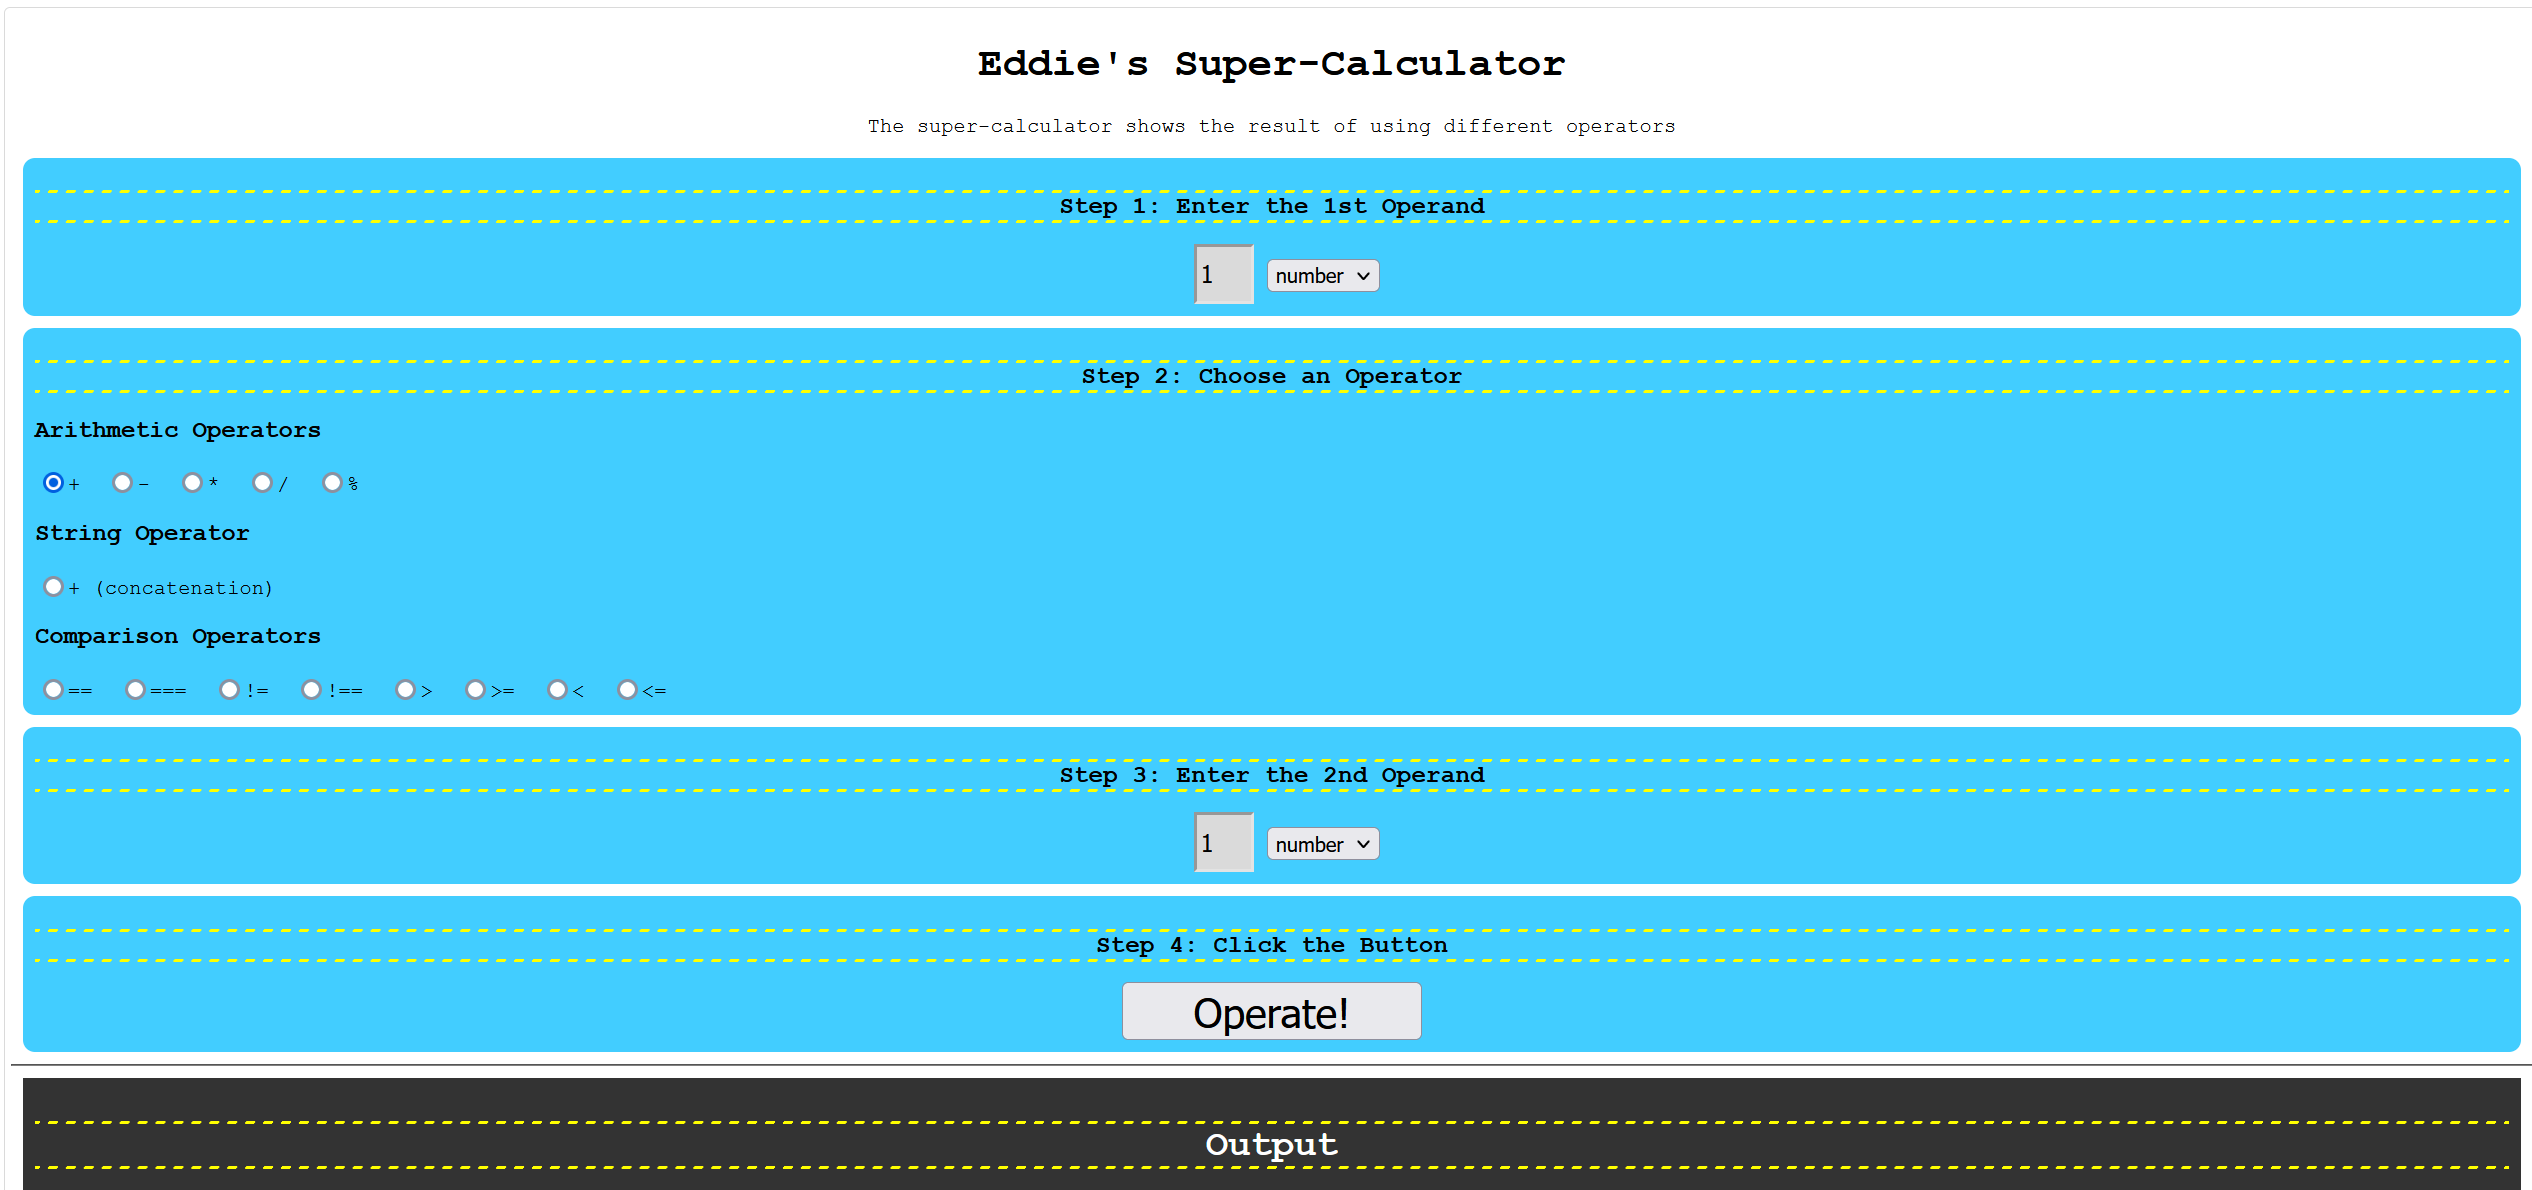 Eddie's Super-Calculator
The super-calculator shows the result of using different operators
Step 1: Enter the 1st Operand
1 number
Step 2: Choose an Operator
Arithmetic Operators
+ - * / %
String Operator
+ (concatenation)
Comparison Operators
== === != !== > >= < <=
Step 3: Enter the 2nd Operand
1 number
Step 4: Click the Button
Operate!
Output